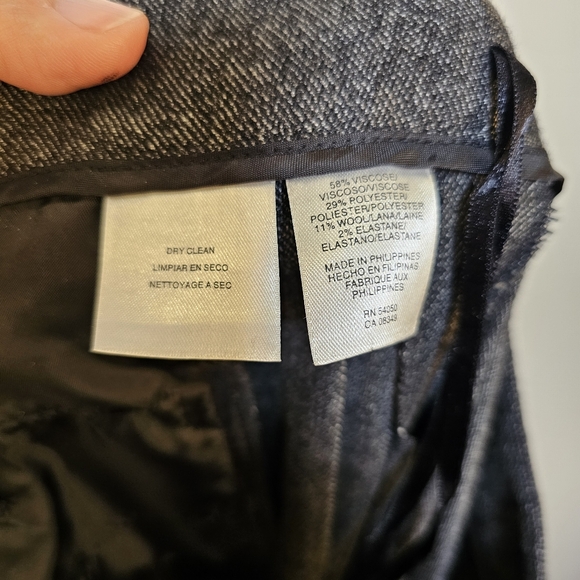 DRY CLEAN
LIMPIAR EN SECO
NETTOYAGE A SEC
58% VISCOSE/
VISCOSO/VISCOSE
29% POLYESTER/
POLIESTER/POLYESTER
11% WOOL/LANA/LAINE
2% ELASTANE/
ELASTANO/ELASTANE
MADE IN PHILIPPINES
HECHO EN FILIPINAS
FABRIQUE AUX
PHILIPPINES
RN 54050
CA 08349